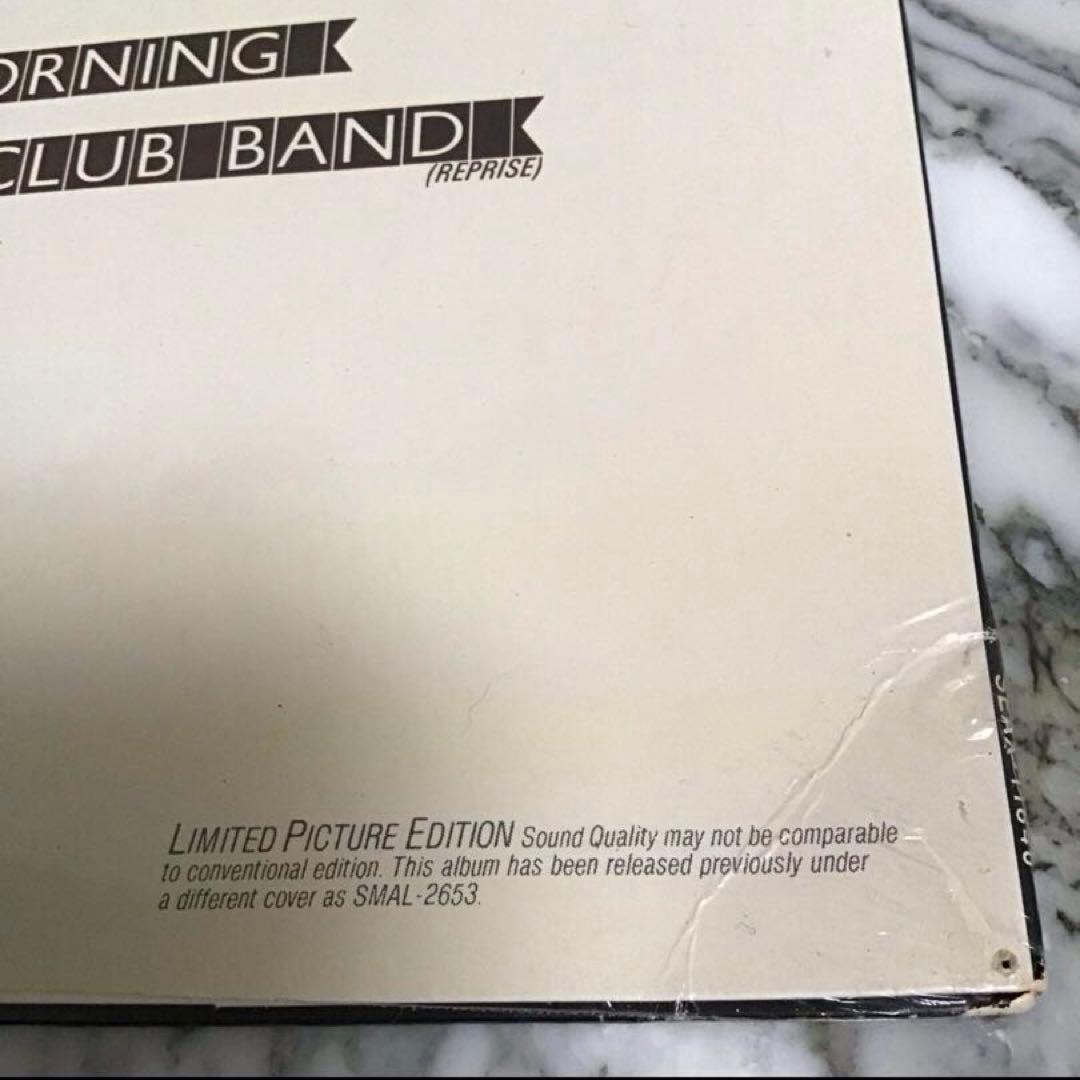 ORNING
CLUB BAND
(REPRISE)
LIMITED PICTURE EDITION Sound Quality may not be comparable
to conventional edition. This album has been released previously under
a different cover as SMAL-2653.